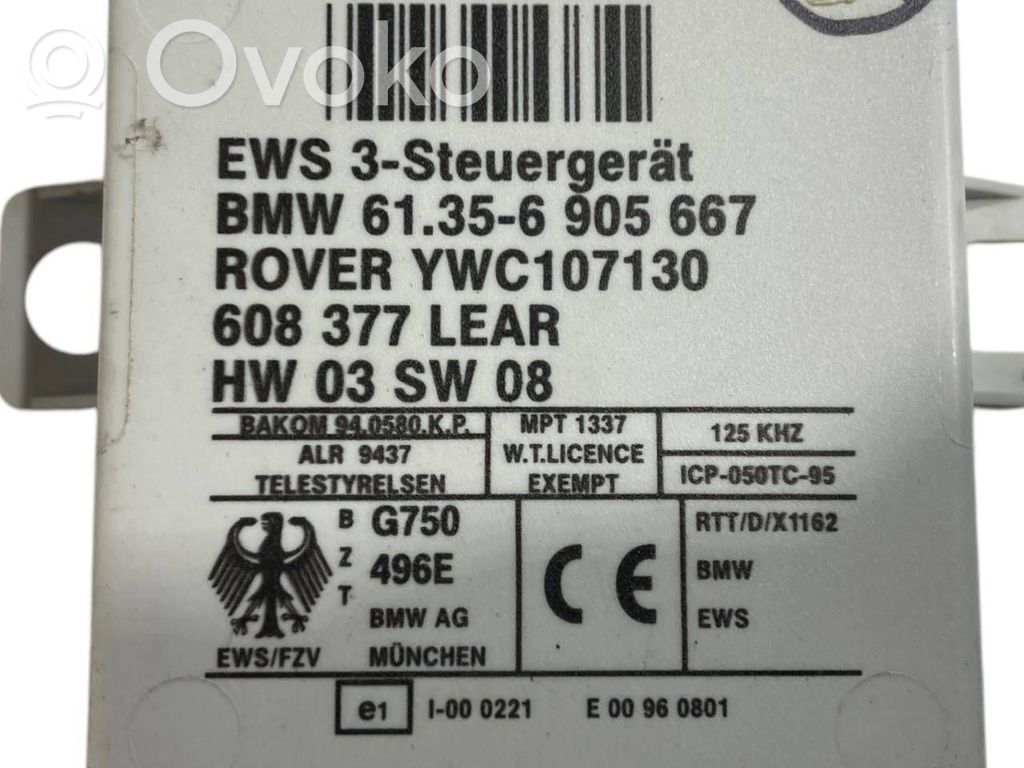 Ovoko
EWS 3-Steuergerät
BMW 61.35-6 905 667
ROVER YWC107130
608 377 LEAR
HW 03 SW 08
BAKOM 94.0580.K.P.
ALR 9437
TELESTYRELSEN
MPT 1337
W.T.LICENCE
EXEMPT
125 KHZ
ICP-050TC-95
BZT
G750
496E
BMW AG
MÜNCHEN
EWS/FZV
CE
RTT/D/X1162
BMW
EWS
e1 I-00 0221 E 00 96 0801